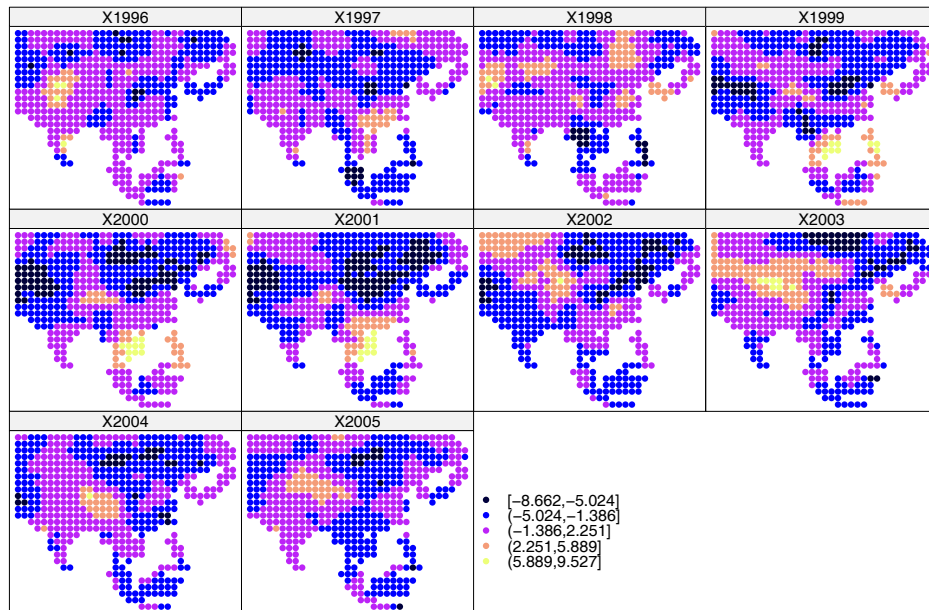 X1996 X1997 X1998 X1999
X2000 X2001 X2002 X2003
X2004 X2005
[−8.662,−5.024]
(−5.024,−1.386]
(−1.386,2.251]
(2.251,5.889]
(5.889,9.527]